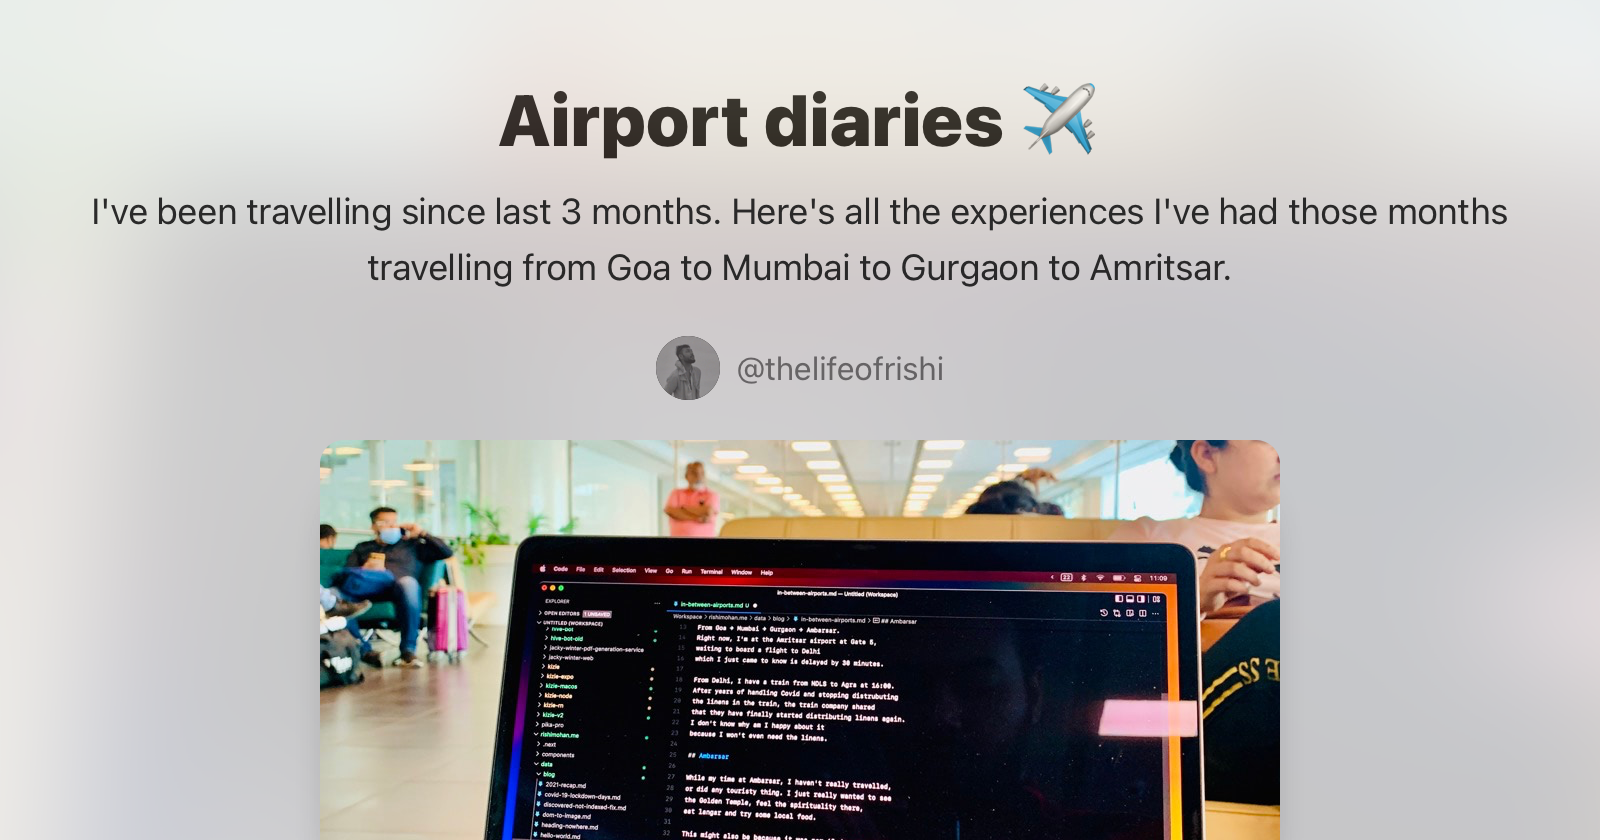 Airport diaries
I've been travelling since last 3 months. Here's all the experiences I've had those months
travelling from Goa to Mumbai to Gurgaon to Amritsar.
@thelifeofrishi
Code File Edit Selection View Go Run Terminal Window Help
23 11:09
in-between-airports.md — Untitled (Workspace)
EXPLORER
OPEN EDITORS 1 UNSAVED
UNTITLED (WORKSPACE)
hive-bot
hive-bot-old
jacky-winter-pdf-generation-service
jacky-winter-web
kizie
kizie-expo
kizie-macos
kizie-node
kizie-rn
kizie-v2
pika-pro
rishimohan.me
.next
components
data
blog
2021-recap.md
covid-19-lockdown-days.md
discovered-not-indexed-fix.md
dom-to-image.md
heading-nowhere.md
hello-world.md
in-between-airports.md U
Workspace > rishimohan.me > data > blog > in-between-airports.md > ## Ambarsar
13 From Goa → Mumbai → Gurgaon → Ambarsar.
14 Right now, I'm at the Amritsar airport at Gate 5,
15 waiting to board a flight to Delhi
16 which I just came to know is delayed by 30 minutes.
17
18 From Delhi, I have a train from NDLS to Agra at 16:00.
19 After years of handling Covid and stopping distrubuting
20 the linens in the train, the train company shared
21 that they have finally started distributing linens again.
22 I don't know why am I happy about it
23 because I won't even need the linens.
24
25 ## Ambarsar
26
27 While my time at Ambarsar, I haven't really travelled,
28 or did any touristy thing. I just really wanted to see
29 the Golden Temple, feel the spirituality there,
30 eat langar and try some local food.
31
32 This might also be because it was